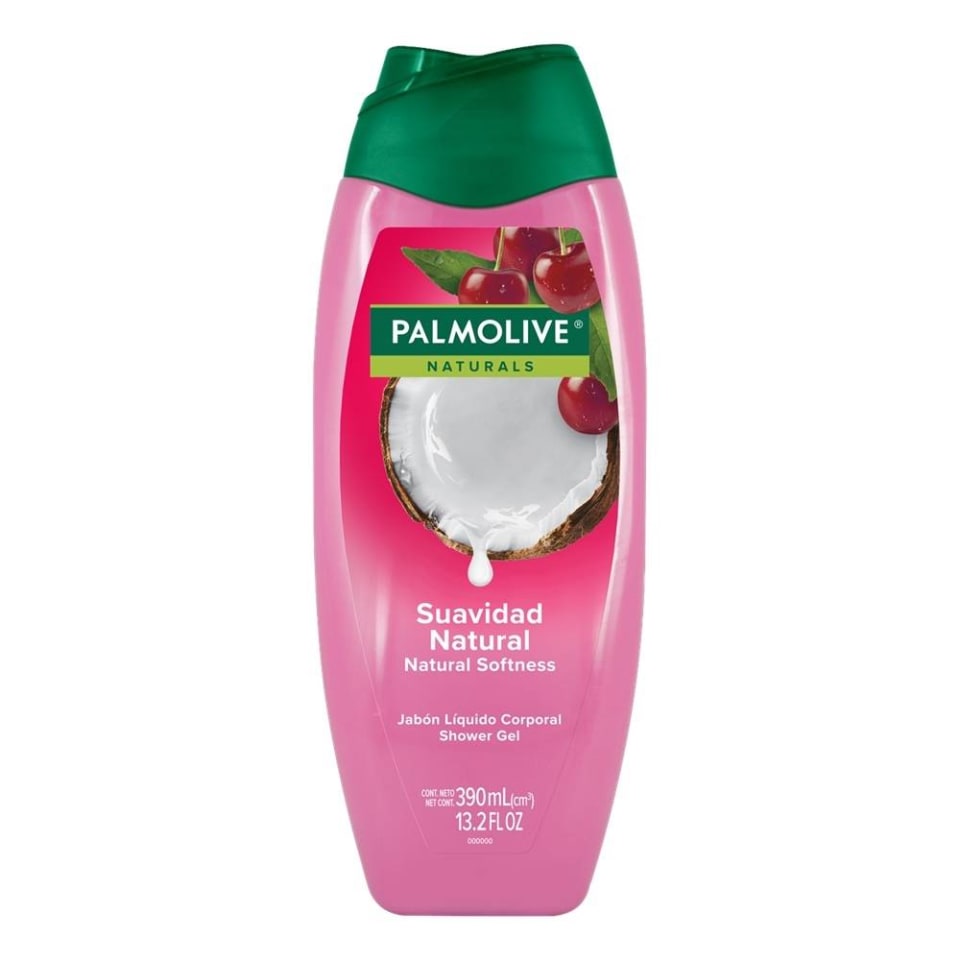 PALMOLIVE®
NATURALS
Suavidad
Natural
Natural Softness
Jabón Líquido Corporal
Shower Gel
CONT. NETO
NET CONT. 390mL(cm³)
13.2 FL OZ
000000